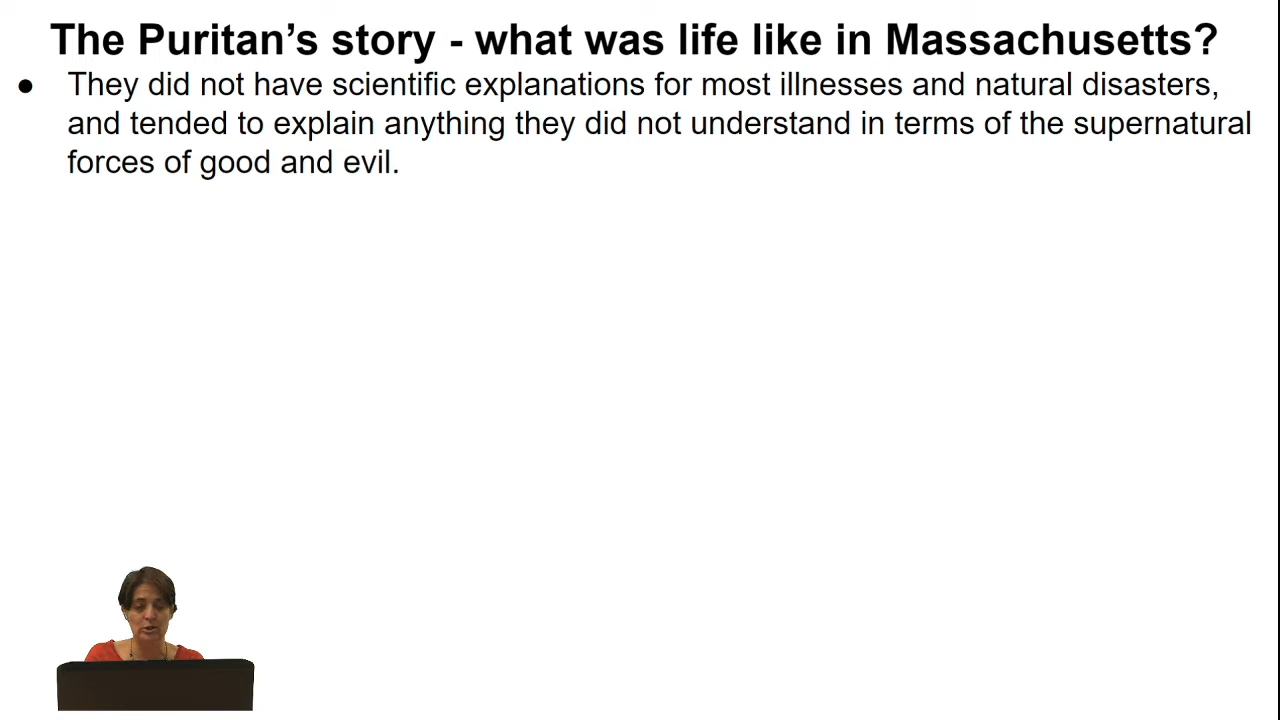 The Puritan’s story - what was life like in Massachusetts?
● They did not have scientific explanations for most illnesses and natural disasters,
and tended to explain anything they did not understand in terms of the supernatural
forces of good and evil.